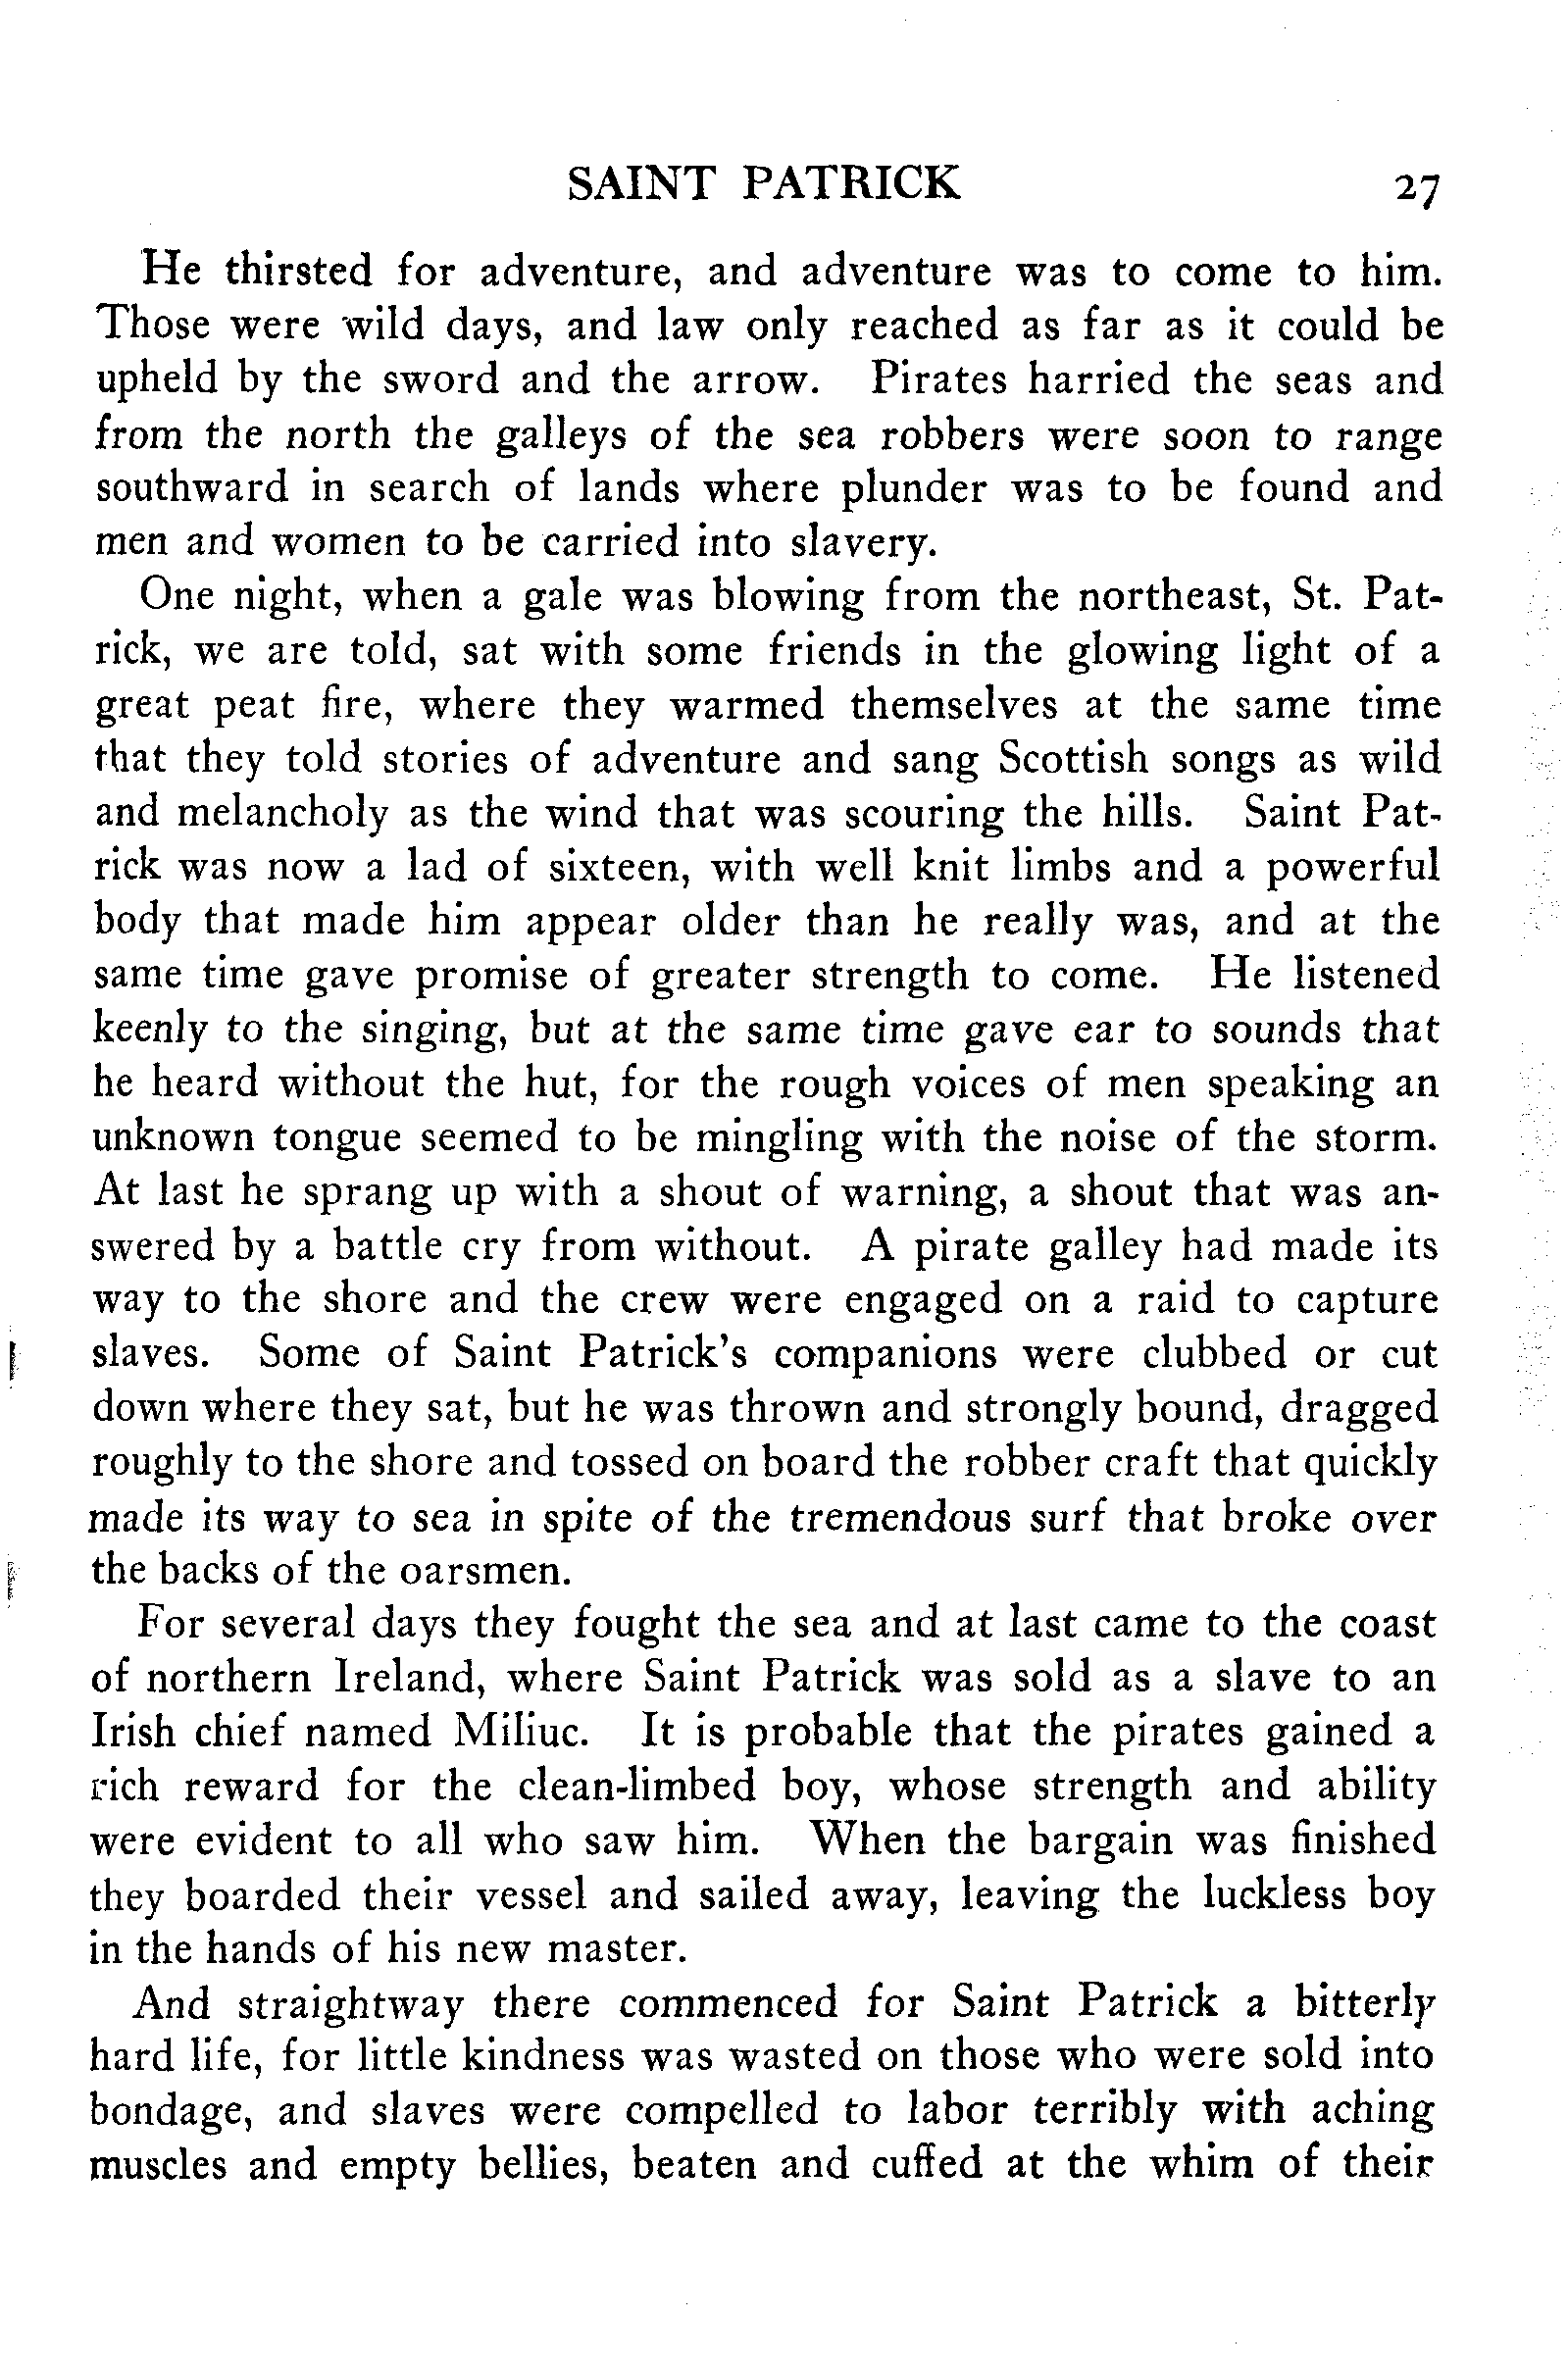 SAINT PATRICK 27
He thirsted for adventure, and adventure was to come to him.
Those were wild days, and law only reached as far as it could be
upheld by the sword and the arrow. Pirates harried the seas and
from the north the galleys of the sea robbers were soon to range
southward in search of lands where plunder was to be found and
men and women to be carried into slavery.
One night, when a gale was blowing from the northeast, St. Pat-
rick, we are told, sat with some friends in the glowing light of a
great peat fire, where they warmed themselves at the same time
that they told stories of adventure and sang Scottish songs as wild
and melancholy as the wind that was scouring the hills. Saint Pat-
rick was now a lad of sixteen, with well knit limbs and a powerful
body that made him appear older than he really was, and at the
same time gave promise of greater strength to come. He listened
keenly to the singing, but at the same time gave ear to sounds that
he heard without the hut, for the rough voices of men speaking an
unknown tongue seemed to be mingling with the noise of the storm.
At last he sprang up with a shout of warning, a shout that was an-
swered by a battle cry from without. A pirate galley had made its
way to the shore and the crew were engaged on a raid to capture
slaves. Some of Saint Patrick's companions were clubbed or cut
down where they sat, but he was thrown and strongly bound, dragged
roughly to the shore and tossed on board the robber craft that quickly
made its way to sea in spite of the tremendous surf that broke over
the backs of the oarsmen.
For several days they fought the sea and at last came to the coast
of northern Ireland, where Saint Patrick was sold as a slave to an
Irish chief named Miliuc. It is probable that the pirates gained a
rich reward for the clean-limbed boy, whose strength and ability
were evident to all who saw him. When the bargain was finished
they boarded their vessel and sailed away, leaving the luckless boy
in the hands of his new master.
And straightway there commenced for Saint Patrick a bitterly
hard life, for little kindness was wasted on those who were sold into
bondage, and slaves were compelled to labor terribly with aching
muscles and empty bellies, beaten and cuffed at the whim of their